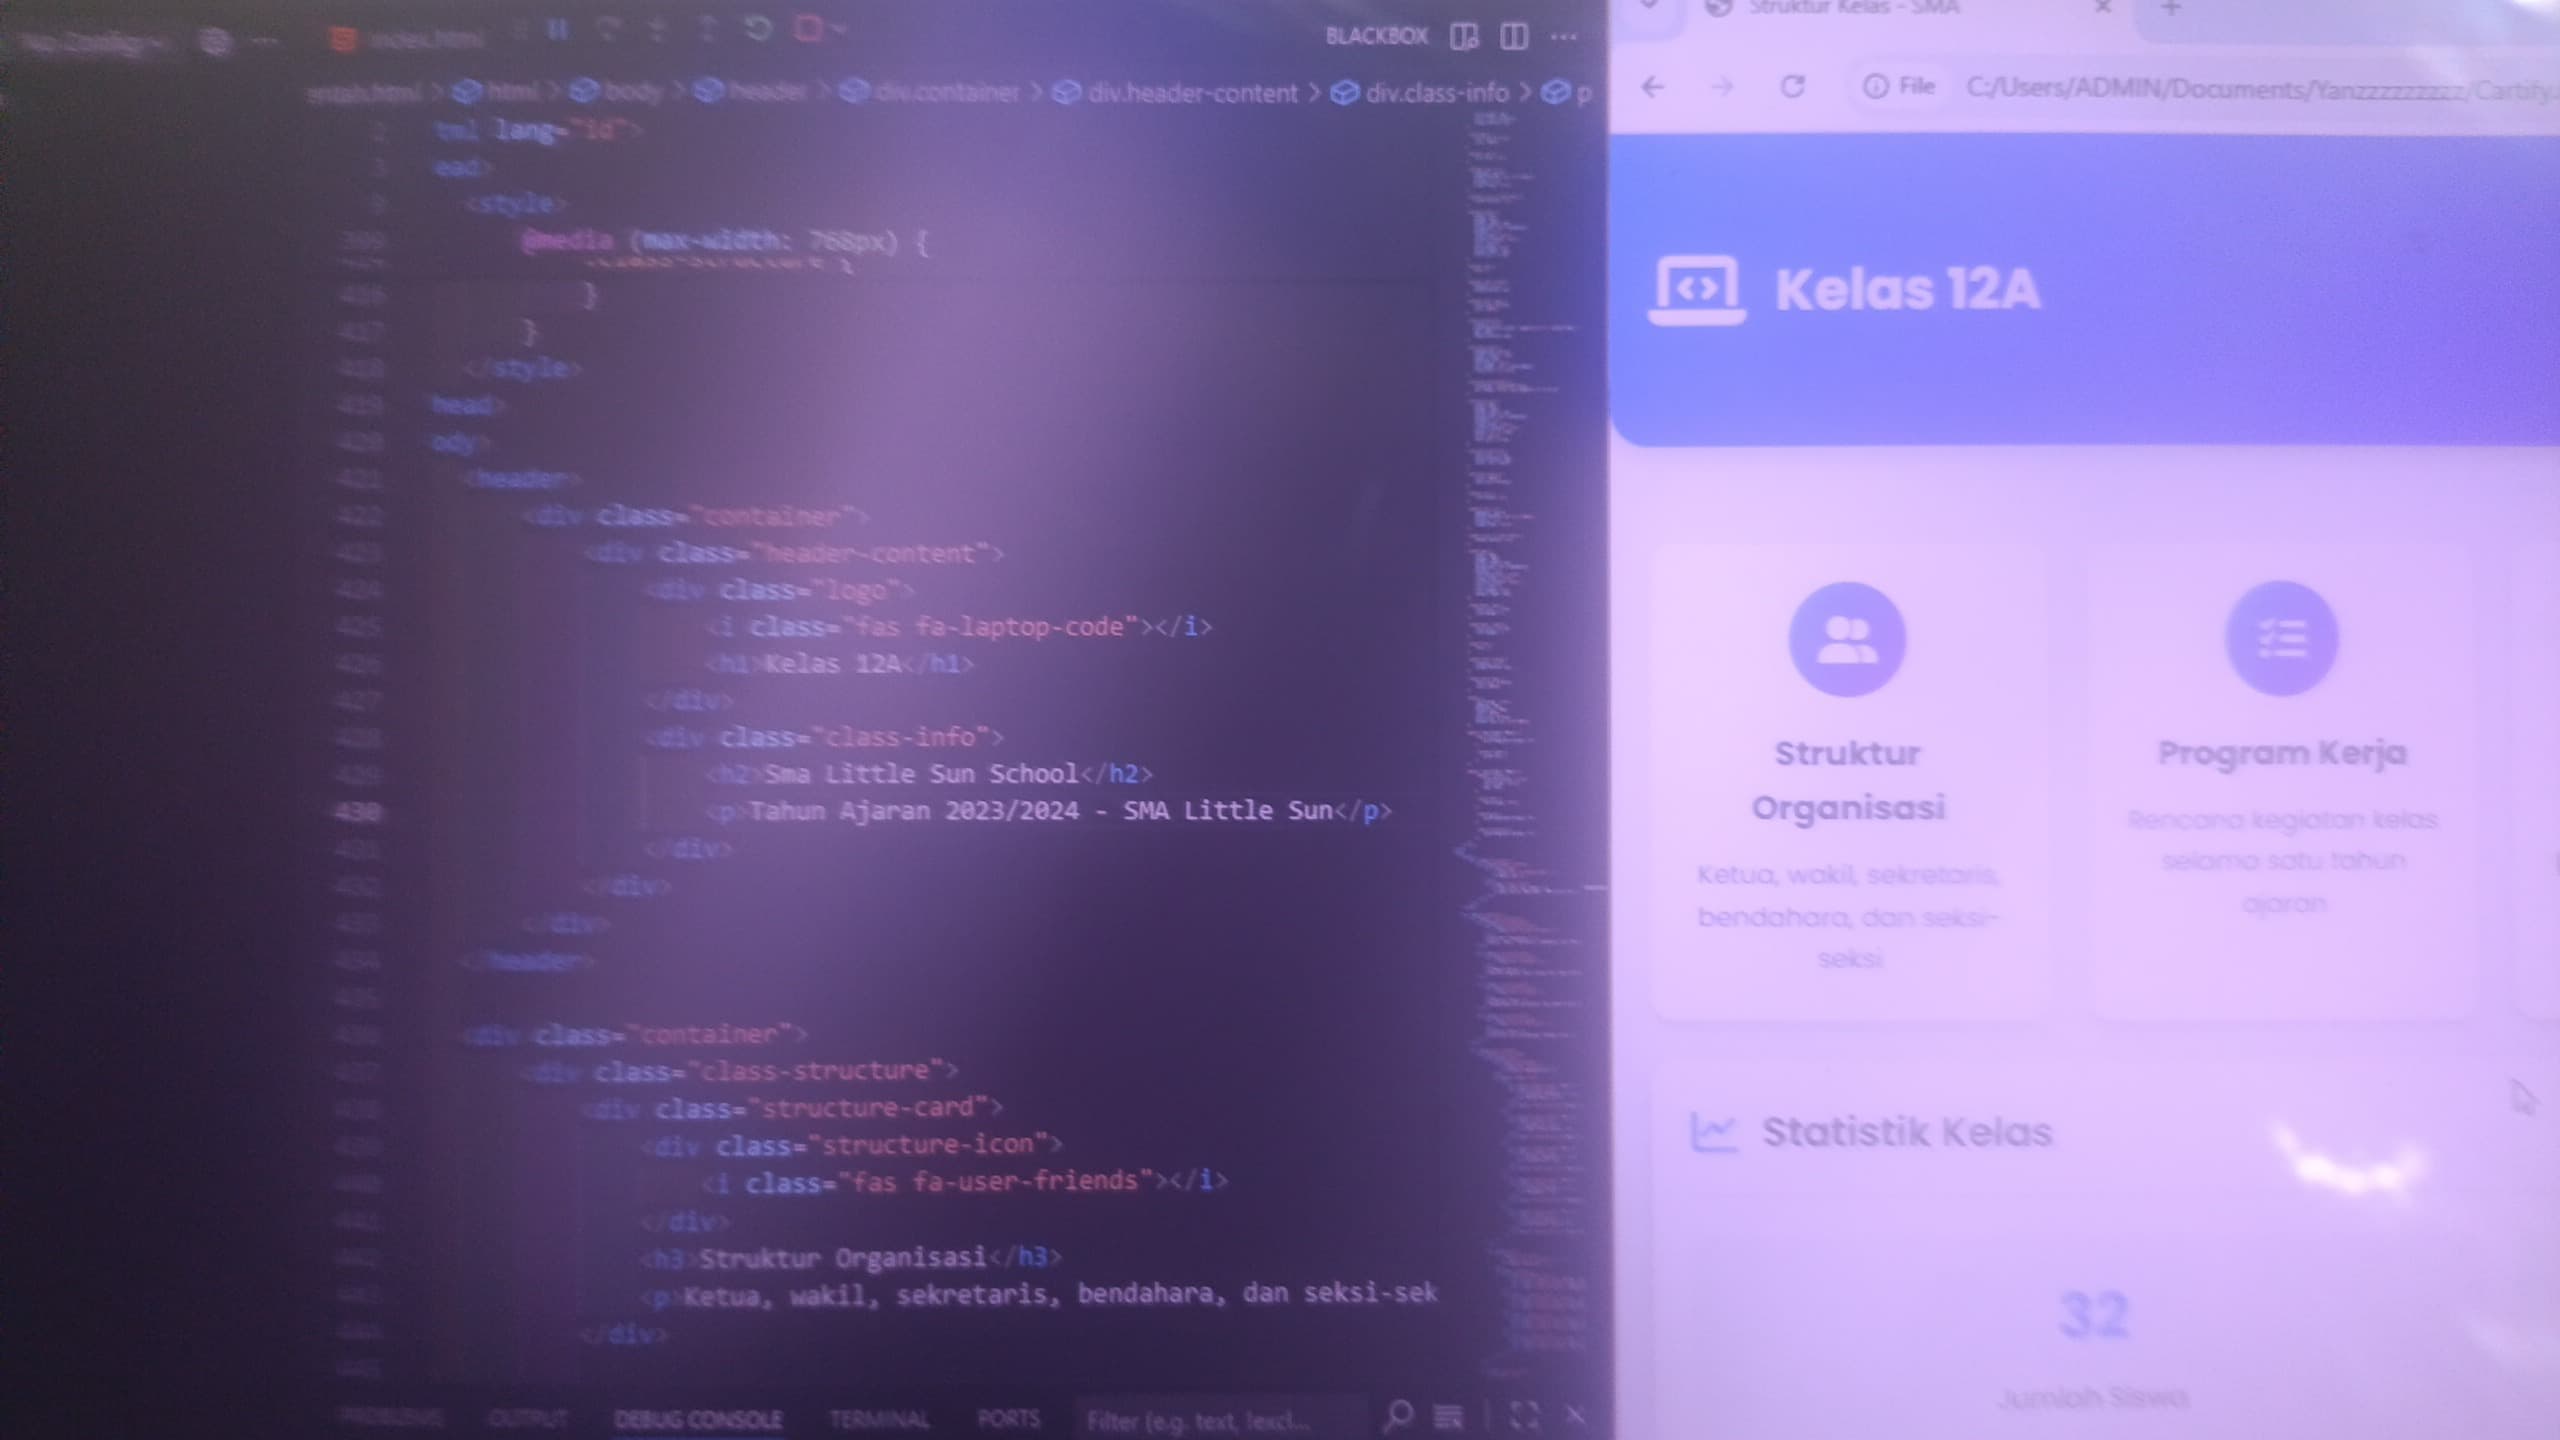 index.html
BLACKBOX
html > body > header > div.container > div.header-content > div.class-info > p
tml lang="id">
ead>
<style>
@media (max-width: 768px) {
}
}
</style>
head>
ody>
<header>
<div class="container">
<div class="header-content">
<div class="logo">
<i class="fas fa-laptop-code"></i>
<h1>Kelas 12A</h1>
</div>
<div class="class-info">
<h2>Sma Little Sun School</h2>
430 <p>Tahun Ajaran 2023/2024 - SMA Little Sun</p>
</div>
</div>
</div>
</header>
<div class="container">
<div class="class-structure">
<div class="structure-card">
<div class="structure-icon">
<i class="fas fa-user-friends"></i>
</div>
<h3>Struktur Organisasi</h3>
<p>Ketua, wakil, sekretaris, bendahara, dan seksi-sek
</div>
PROBLEMS OUTPUT DEBUG CONSOLE TERMINAL PORTS Filter (e.g. text, !excl...
Struktur Kelas - SMA
File C:/Users/ADMIN/Documents/Yanzzzzzzzzz/Cartify
Kelas 12A
Struktur
Organisasi
Ketua, wakil, sekretaris,
bendahara, dan seksi-
seksi
Program Kerja
Rencana kegiatan kelas
selama satu tahun
ajaran
Statistik Kelas
32
Jumlah Siswa